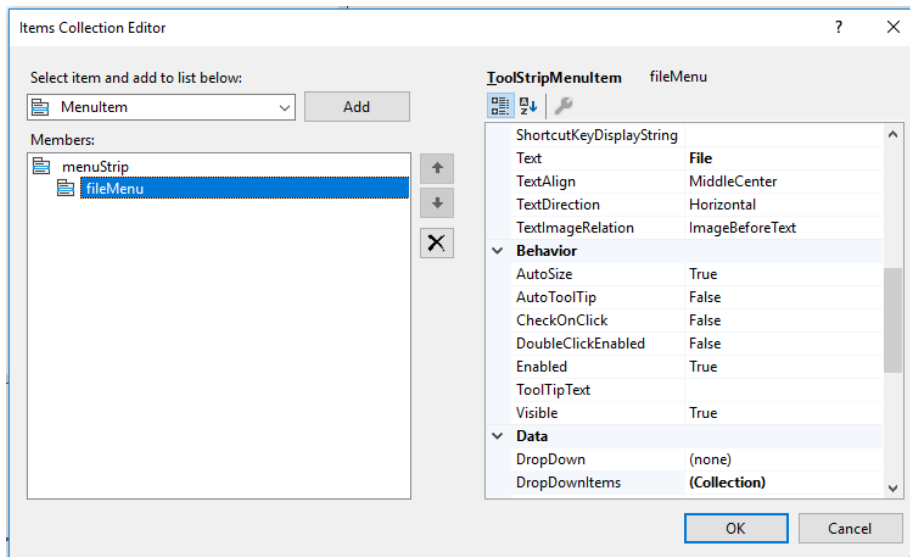 Items Collection Editor
Select item and add to list below:
MenuItem
Add
Members:
menuStrip
fileMenu
ToolStripMenuItem fileMenu
ShortcutKeyDisplayString
Text File
TextAlign MiddleCenter
TextDirection Horizontal
TextImageRelation ImageBeforeText
Behavior
AutoSize True
AutoToolTip False
CheckOnClick False
DoubleClickEnabled False
Enabled True
ToolTipText
Visible True
Data
DropDown (none)
DropDownItems (Collection)
OK
Cancel